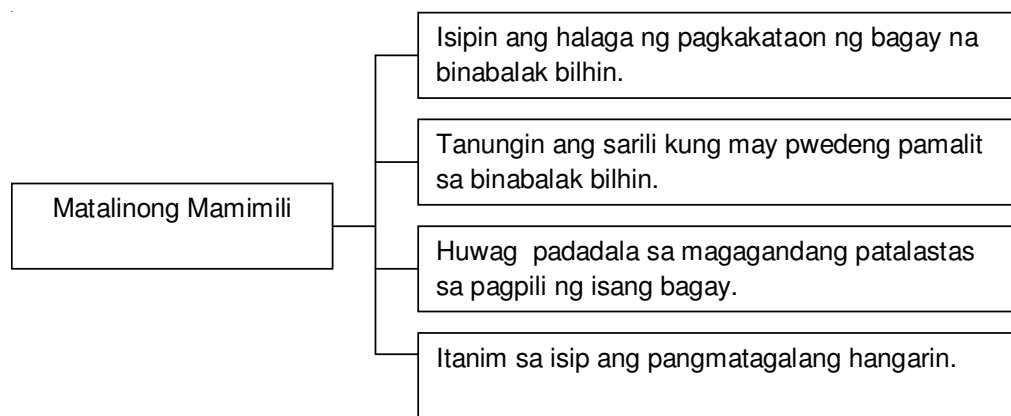 Isipin ang halaga ng pagkakataon ng bagay na
binabalak bilhin.
Tanungin ang sarili kung may pwedeng pamalit
sa binabalak bilhin.
Matalinong Mamimili
Huwag padadala sa magagandang patalastas
sa pagpili ng isang bagay.
Itanim sa isip ang pangmatagalang hangarin.